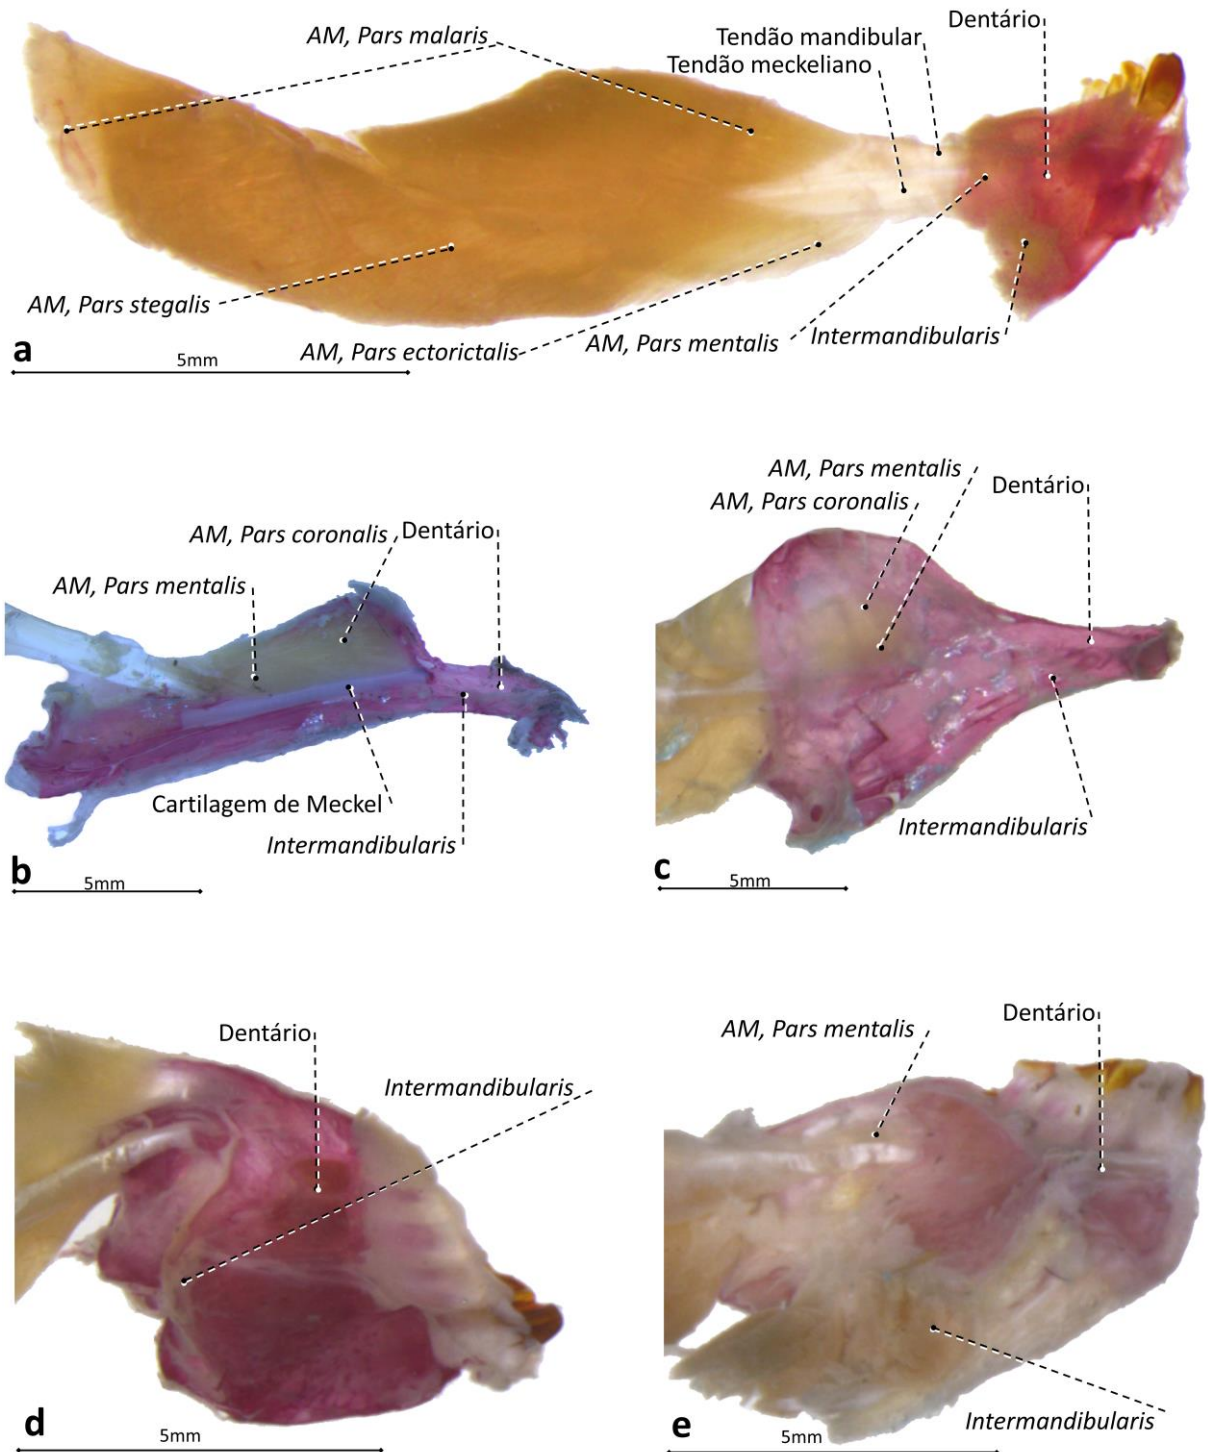 AM, Pars malaris
Dentário
Tendão mandibular
Tendão meckeliano
AM, Pars stegalis
AM, Pars ectorictalis
AM, Pars mentalis
Intermandibularis
a
5mm
AM, Pars coronalis
Dentário
AM, Pars mentalis
Cartilagem de Meckel
Intermandibularis
b
5mm
AM, Pars mentalis
AM, Pars coronalis
Dentário
Intermandibularis
c
5mm
Dentário
Intermandibularis
d
5mm
AM, Pars mentalis
Dentário
Intermandibularis
e
5mm